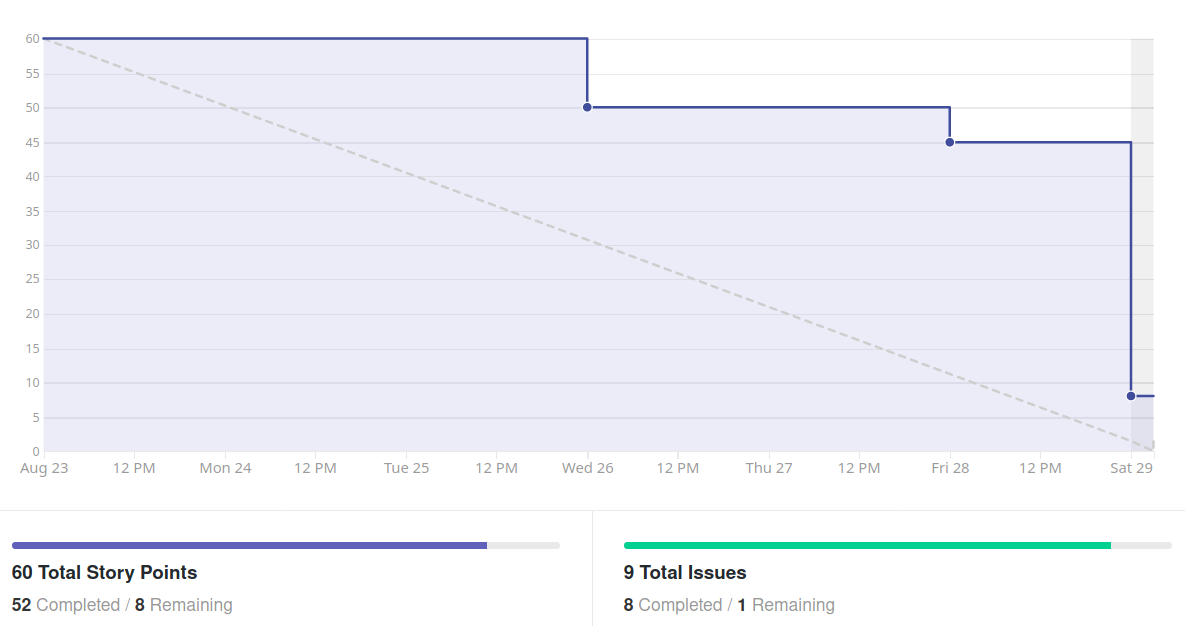 60
55
50
45
40
35
30
25
20
15
10
5
0
Aug 23 12 PM Mon 24 12 PM Tue 25 12 PM Wed 26 12 PM Thu 27 12 PM Fri 28 12 PM Sat 29
60 Total Story Points
52 Completed / 8 Remaining
9 Total Issues
8 Completed / 1 Remaining